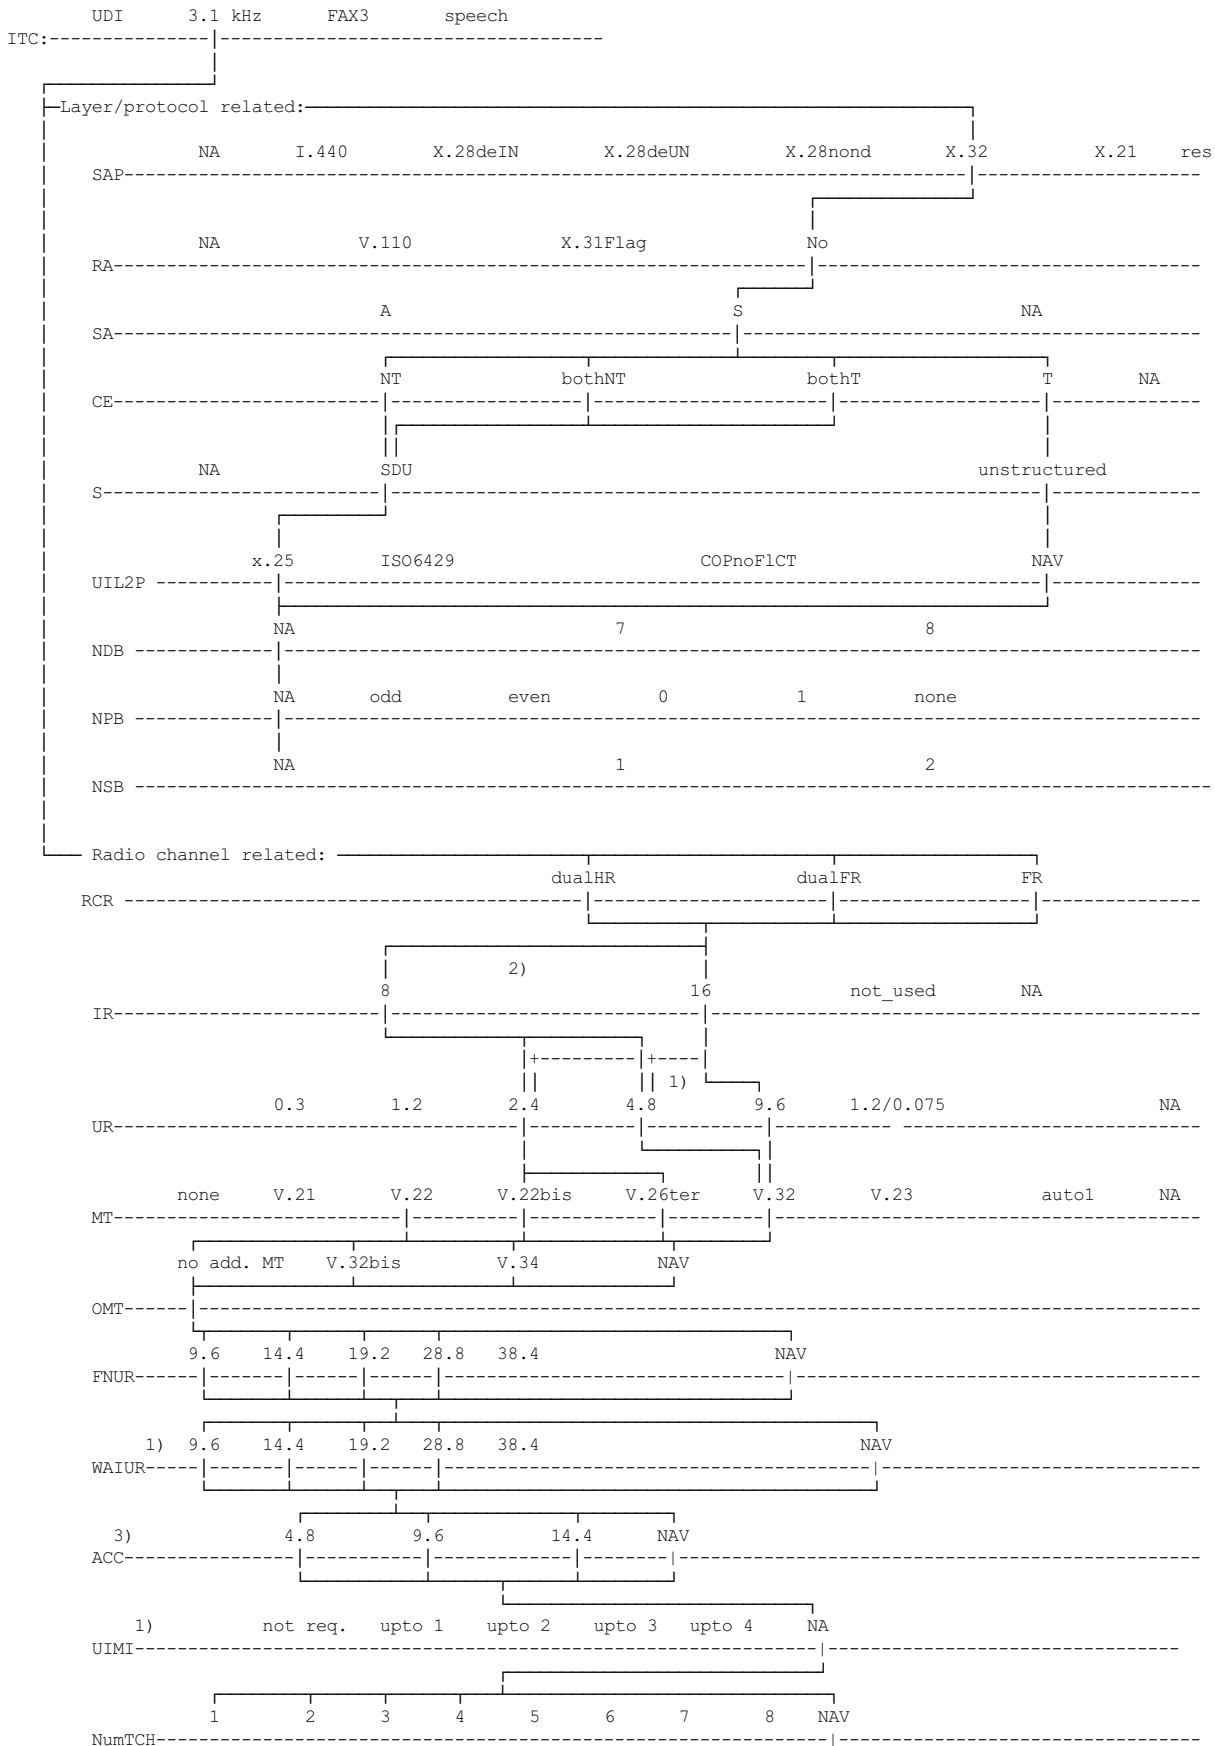 UDI 3.1 kHz FAX3 speech
ITC:
Layer/protocol related:
NA I.440 X.28deIN X.28deUN X.28nond X.32 X.21 res
SAP
NA V.110 X.31Flag No
RA
A S NA
SA
NT bothNT bothT T NA
CE
NA SDU unstructured
S
x.25 ISO6429 COPnoFlCT NAV
UIL2P
NA 7 8
NDB
NA odd even 0 1 none
NPB
NA 1 2
NSB
Radio channel related:
dualHR dualFR FR
RCR
2)
8 16 not_used NA
IR
1)
0.3 1.2 2.4 4.8 9.6 1.2/0.075 NA
UR
none V.21 V.22 V.22bis V.26ter V.32 V.23 auto1 NA
MT
no add. MT V.32bis V.34 NAV
OMT
9.6 14.4 19.2 28.8 38.4 NAV
FNUR
1) 9.6 14.4 19.2 28.8 38.4 NAV
WAIUR
3) 4.8 9.6 14.4 NAV
ACC
1) not req. upto 1 upto 2 upto 3 upto 4 NA
UIMI
1 2 3 4 5 6 7 8 NAV
NumTCH